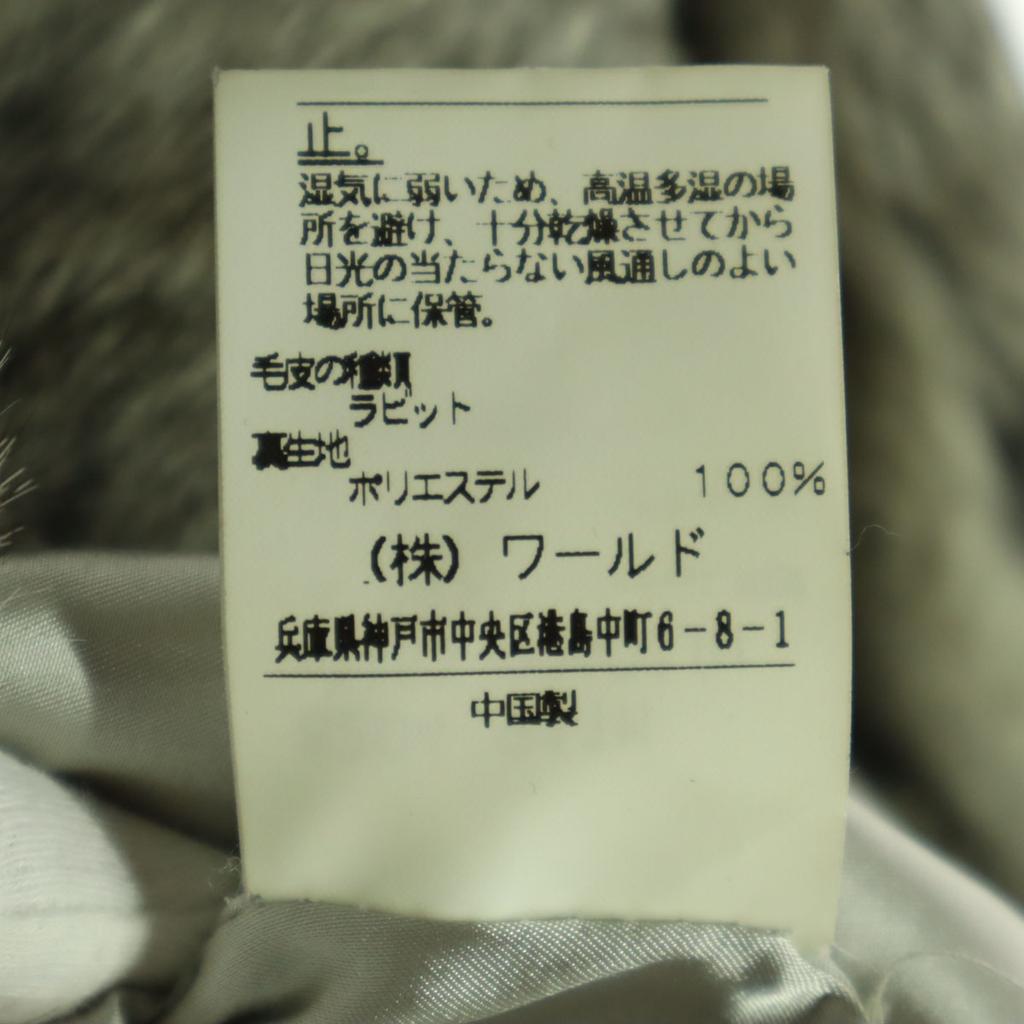 止。
湿気に弱いため、高温多湿の場
所を避け、十分乾燥させてから
日光の当たらない風通しのよい
場所に保管。
毛皮の種類
ラビット
裏生地
ポリエステル 100%
(株) ワールド
兵庫県神戸市中央区港島中町6-8-1
中国製